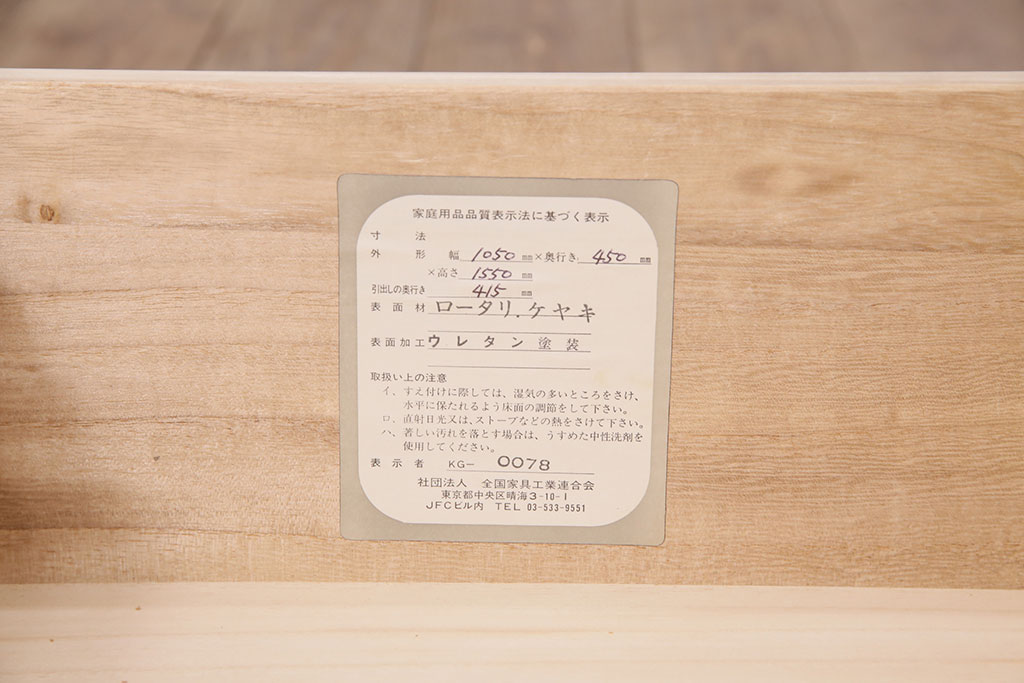 家庭用品品質表示法に基づく表示
寸法
外形 幅 1050 mm×奥行き 450 mm
×高さ 1550 mm
引出しの奥行き 415 mm
表面材 ロータリ.ケヤキ
表面加工 ウレタン 塗装
取扱い上の注意
イ、すえ付けに際しては、湿気の多いところをさけ、
水平に保たれるよう床面の調節をして下さい。
ロ、直射日光又は、ストーブなどの熱をさけて下さい。
ハ、著しい汚れを落とす場合は、うすめた中性洗剤を
使用してください。
表示者 KG- 0078
社団法人 全国家具工業連合会
東京都中央区晴海3-10-1
JFCビル内 TEL 03-533-9551